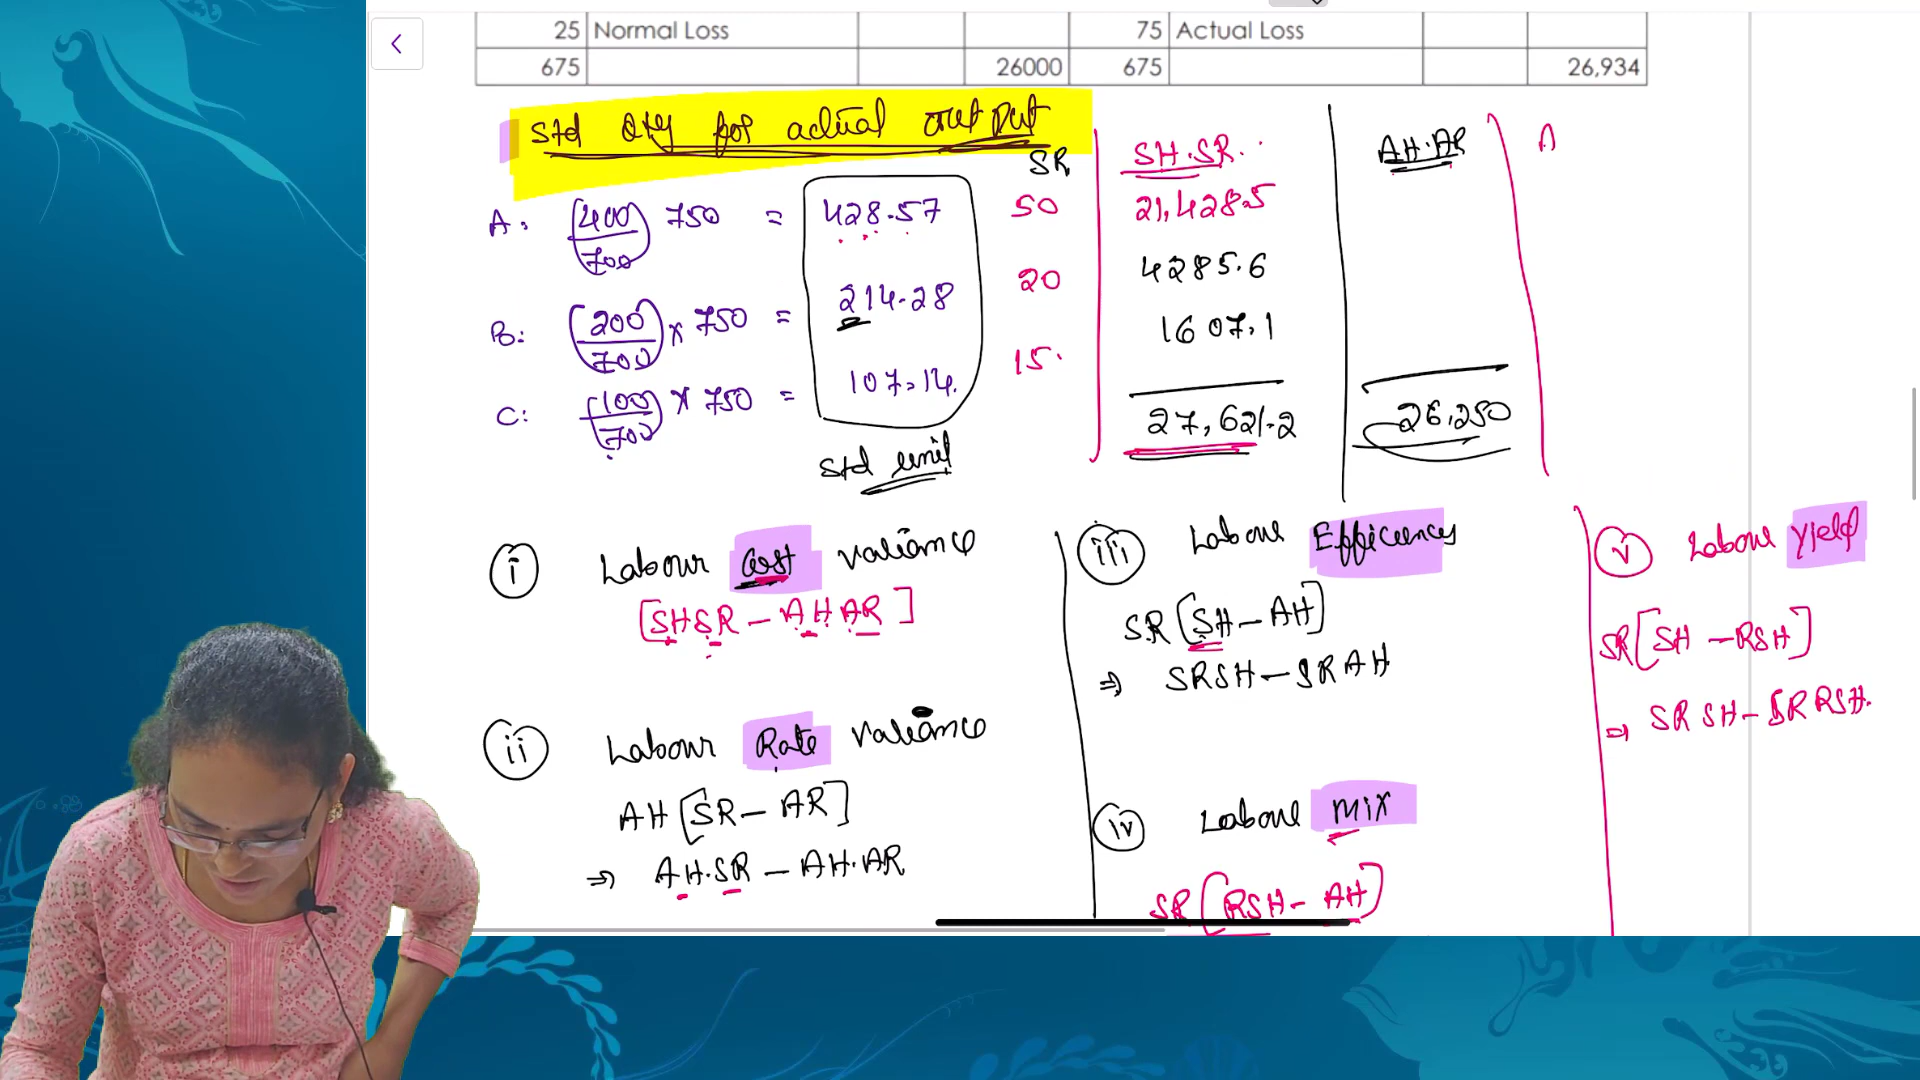 25 Normal Loss 75 Actual Loss
675 26000 675 26,934
Std Qty for actual output
SR SH.SR. AH.AR A
A: (400/700) 750 = 428.57 50 21,428.5
B: (200/700) x 750 = 214.28 20 4285.6
C: (100/700) x 750 = 107.14. 15. 1607.1
27,621.2 26,250
Std unit
i Labour Cost variance
[SHSR - AHAR]
ii Labour Rate variance
AH[SR - AR]
⇒ AH.SR - AH.AR
iii Labour Efficiency
SR[SH - AH]
⇒ SRSH - SRAH
iv Labour mix
SR[RSH - AH]
v Labour Yield
SR[SH - RSH]
⇒ SRSH - SRRSH.